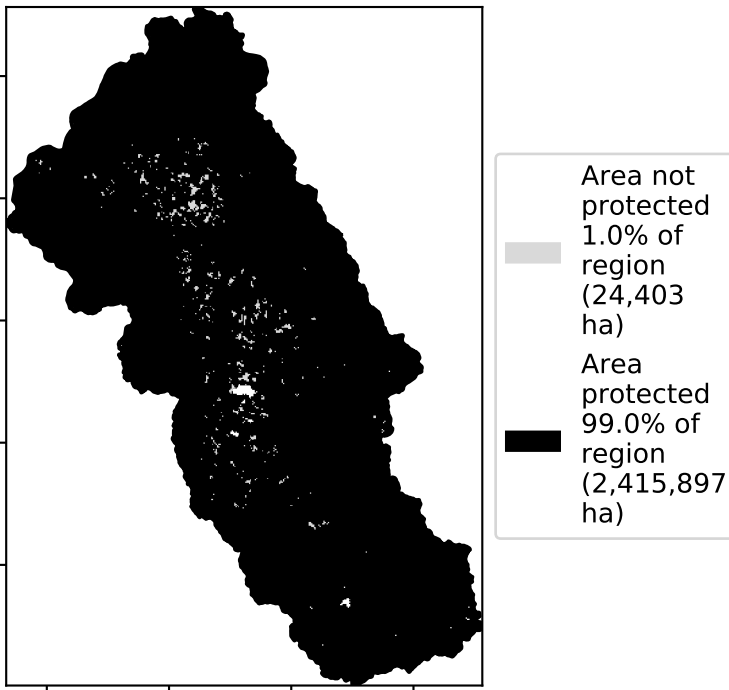 Area not
protected
1.0% of
region
(24,403
ha)
Area
protected
99.0% of
region
(2,415,897
ha)